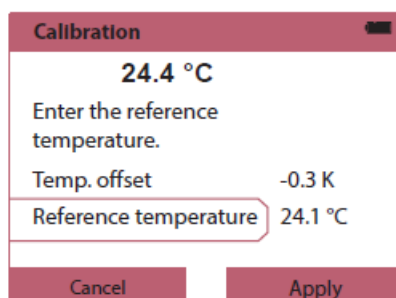 Calibration
24.4 °C
Enter the reference
temperature.
Temp. offset -0.3 K
Reference temperature 24.1 °C
Cancel Apply